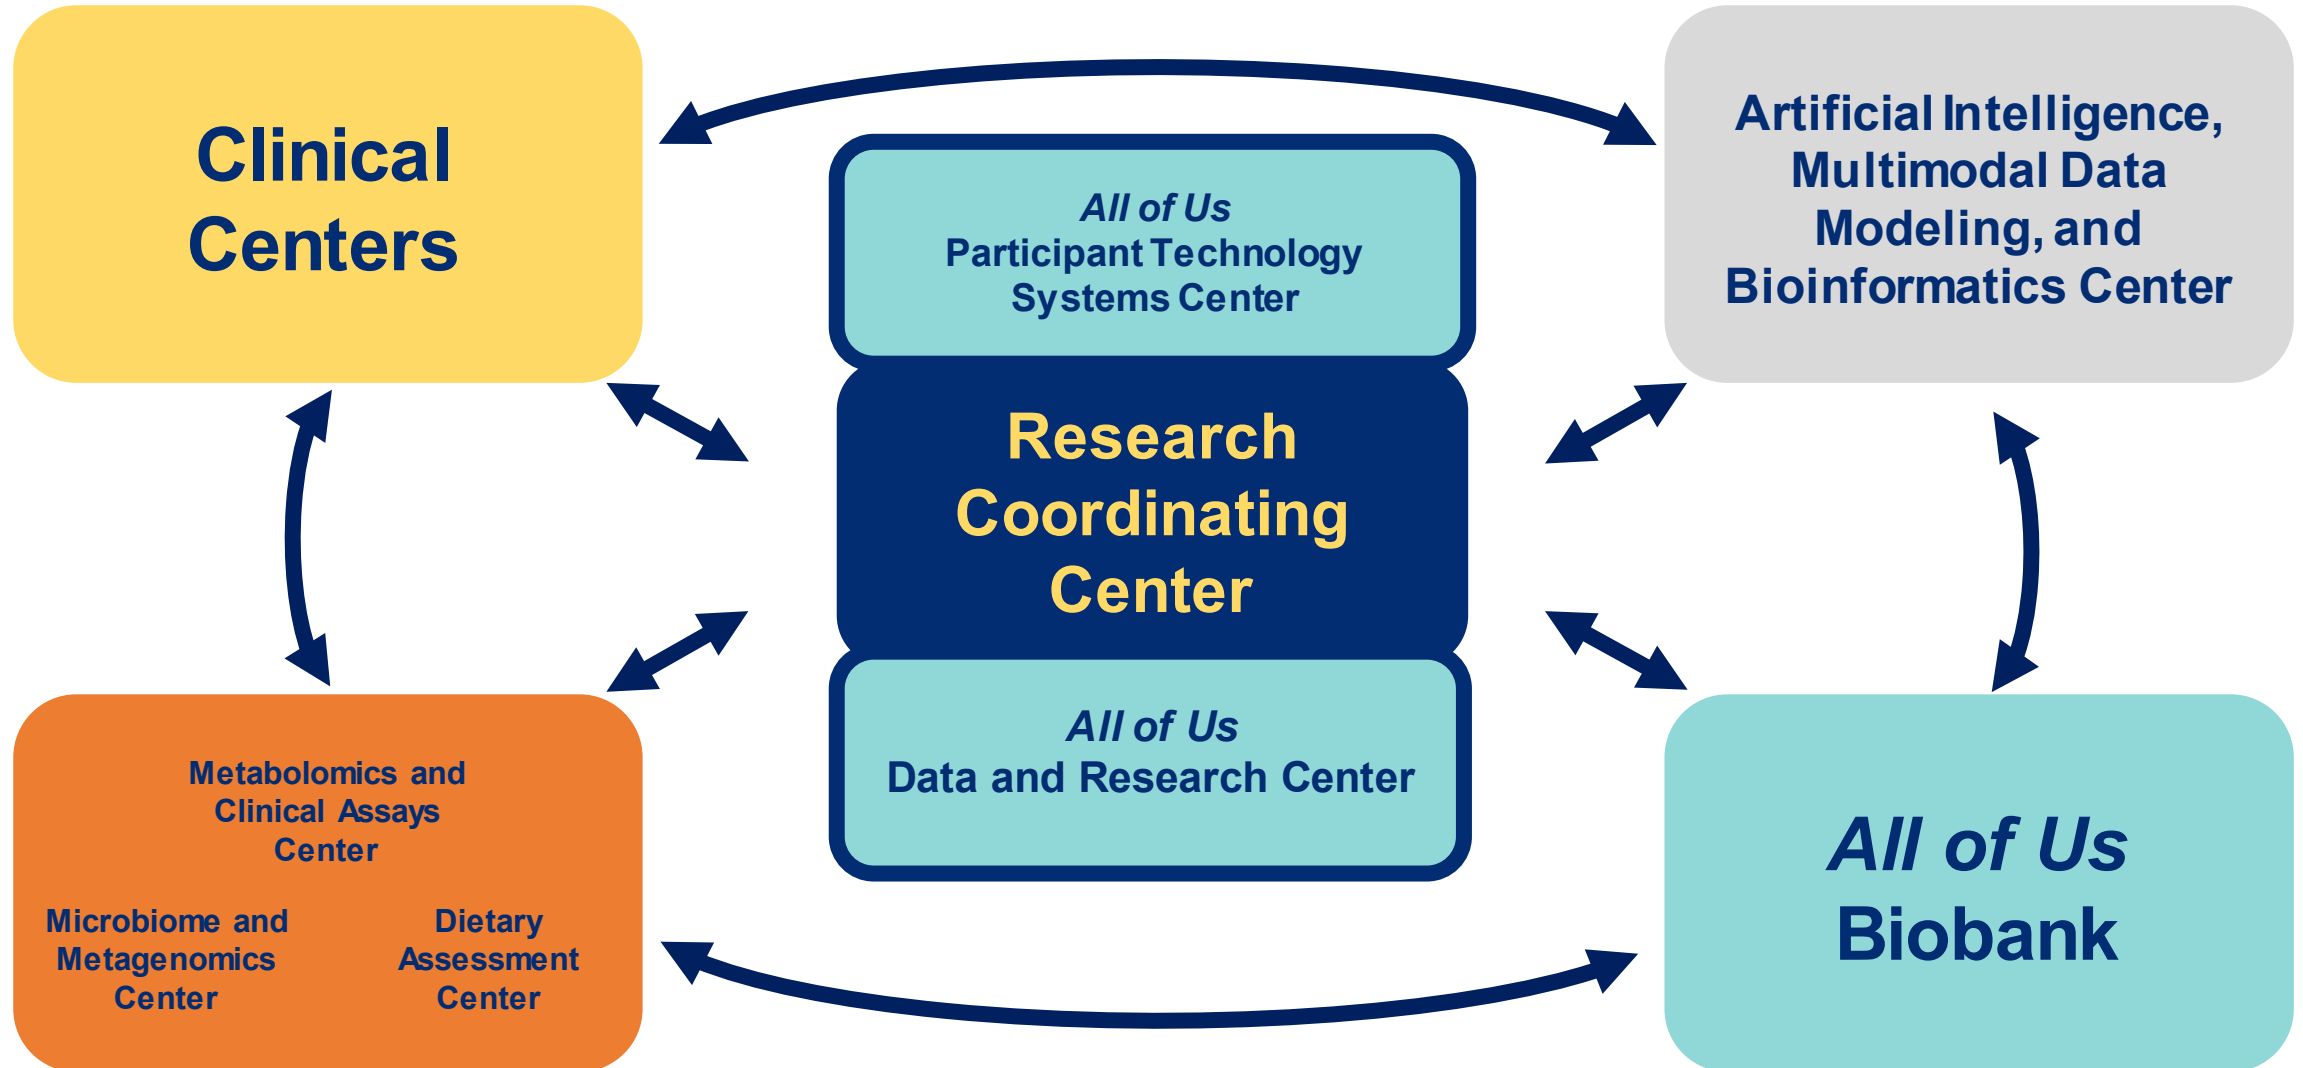 Clinical
Centers
All of Us
Participant Technology
Systems Center
Artificial Intelligence,
Multimodal Data
Modeling, and
Bioinformatics Center
Research
Coordinating
Center
All of Us
Data and Research Center
Metabolomics and
Clinical Assays
Center
Microbiome and
Metagenomics
Center
Dietary
Assessment
Center
All of Us
Biobank